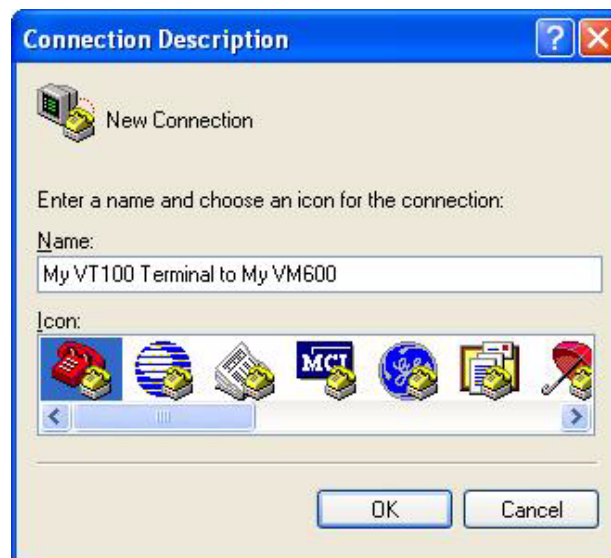 Connection Description
New Connection
Enter a name and choose an icon for the connection:
Name:
My VT100 Terminal to My VM600
Icon:
MCI
OK
Cancel